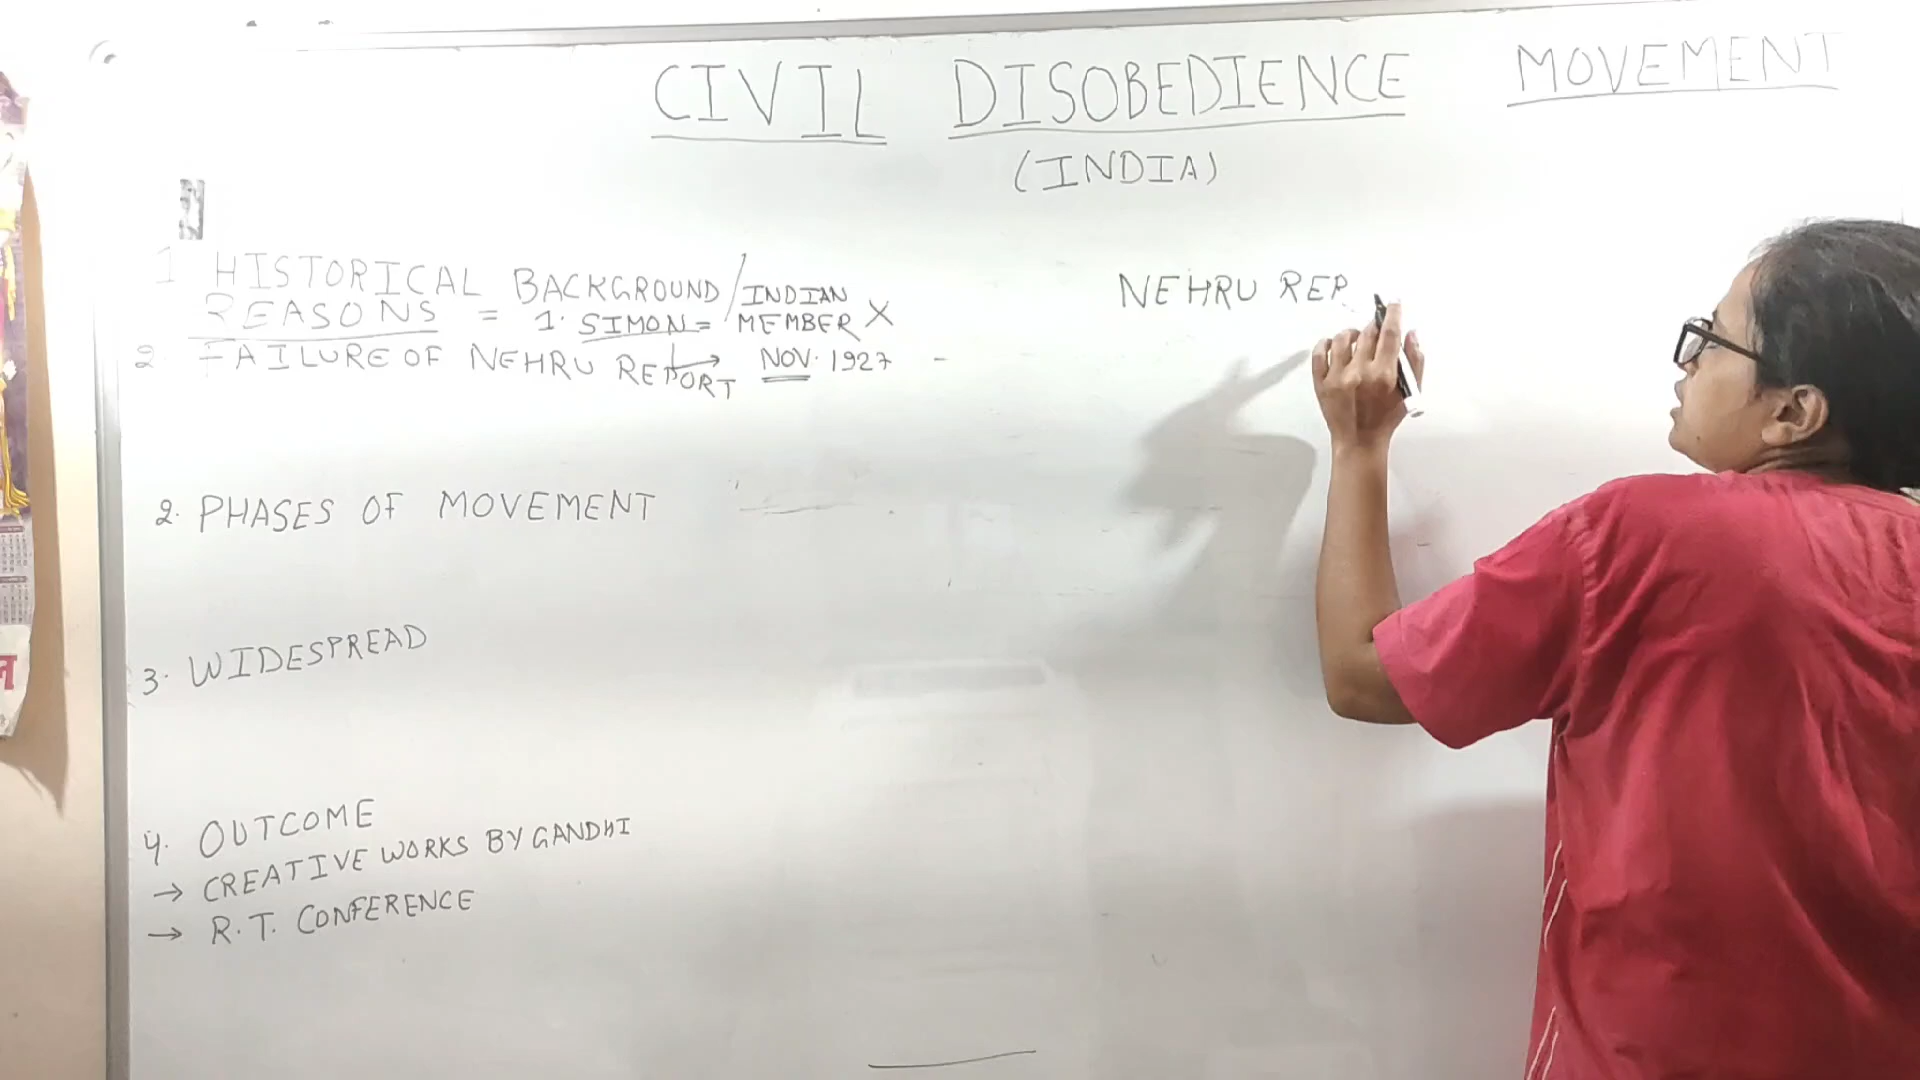 CIVIL DISOBEDIENCE MOVEMENT
(INDIA)
1 HISTORICAL BACKGROUND / INDIAN
REASONS = 1. SIMON = MEMBER X
2. FAILURE OF NEHRU REPORT → NOV. 1927 -
NEHRU REP
2. PHASES OF MOVEMENT
3. WIDESPREAD
4. OUTCOME
→ CREATIVE WORKS BY GANDHI
→ R.T. CONFERENCE
ल